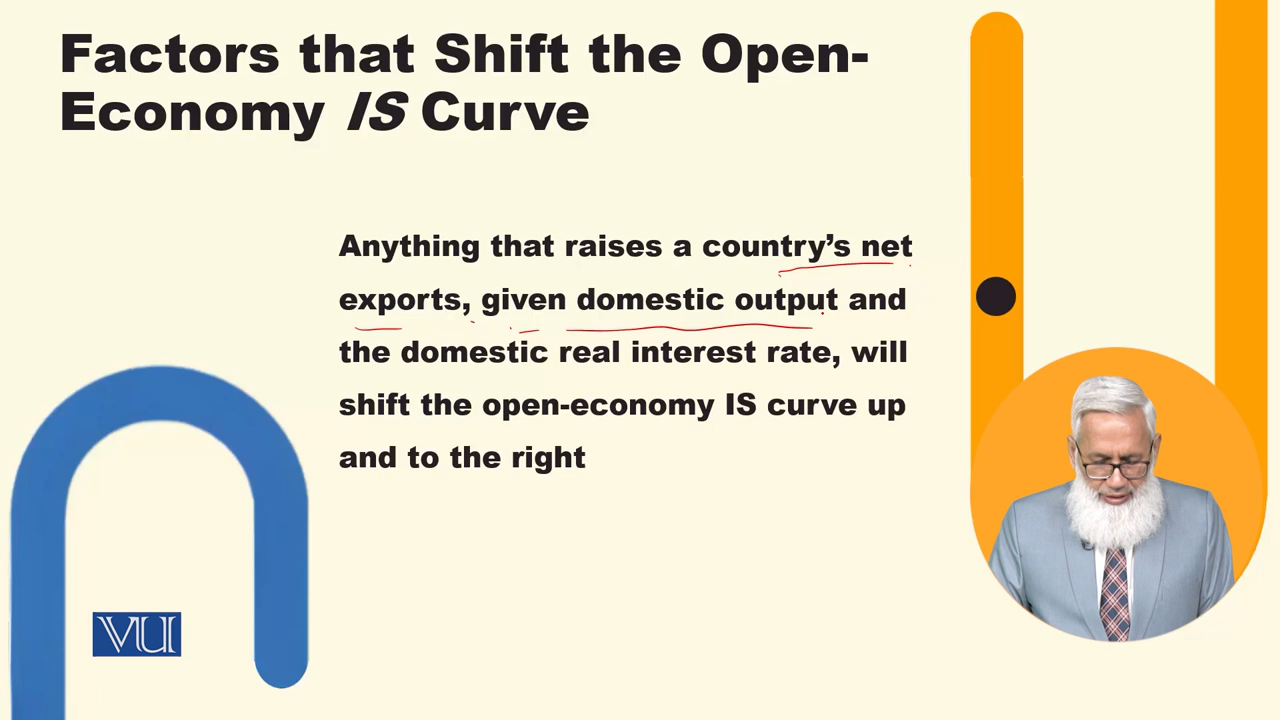 Factors that Shift the Open-
Economy IS Curve
Anything that raises a country’s net
exports, given domestic output and
the domestic real interest rate, will
shift the open-economy IS curve up
and to the right
VU